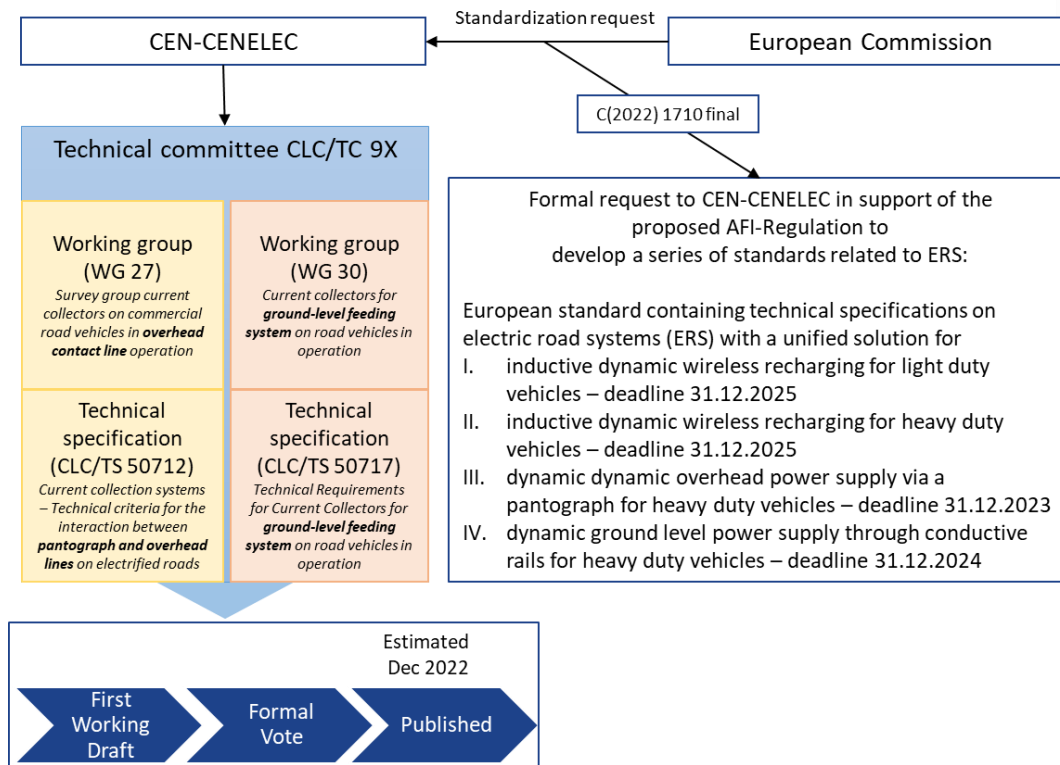 Standardization request
CEN-CENELEC
European Commission
C(2022) 1710 final
Technical committee CLC/TC 9X
Working group
(WG 27)
Survey group current
collectors on commercial
road vehicles in overhead
contact line operation
Working group
(WG 30)
Current collectors for
ground-level feeding
system on road vehicles in
operation
Technical
specification
(CLC/TS 50712)
Current collection systems
– Technical criteria for the
interaction between
pantograph and overhead
lines on electrified roads
Technical
specification
(CLC/TS 50717)
Technical Requirements
for Current Collectors for
ground-level feeding
system on road vehicles in
operation
Formal request to CEN-CENELEC in support of the
proposed AFI-Regulation to
develop a series of standards related to ERS:
European standard containing technical specifications on
electric road systems (ERS) with a unified solution for
I. inductive dynamic wireless recharging for light duty
vehicles – deadline 31.12.2025
II. inductive dynamic wireless recharging for heavy duty
vehicles – deadline 31.12.2025
III. dynamic dynamic overhead power supply via a
pantograph for heavy duty vehicles – deadline 31.12.2023
IV. dynamic ground level power supply through conductive
rails for heavy duty vehicles – deadline 31.12.2024
Estimated
Dec 2022
First
Working
Draft
Formal
Vote
Published